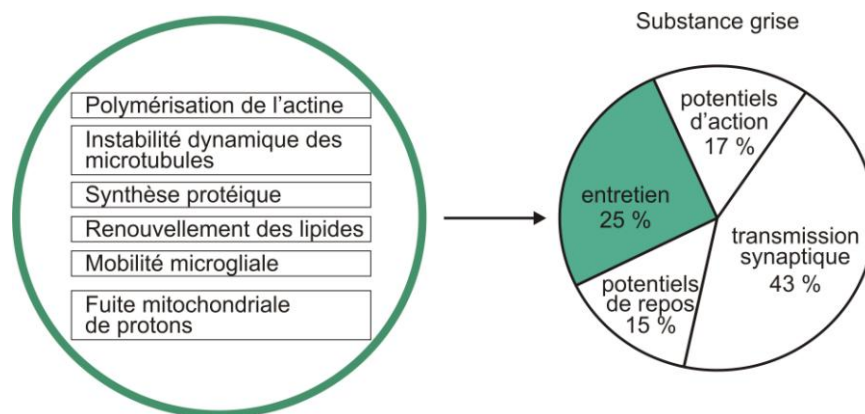 Polymérisation de l'actine
Instabilité dynamique des
microtubules
Synthèse protéique
Renouvellement des lipides
Mobilité microgliale
Fuite mitochondriale
de protons
Substance grise
potentiels
d'action
17 %
entretien
25 %
transmission
synaptique
43 %
potentiels
de repos
15 %